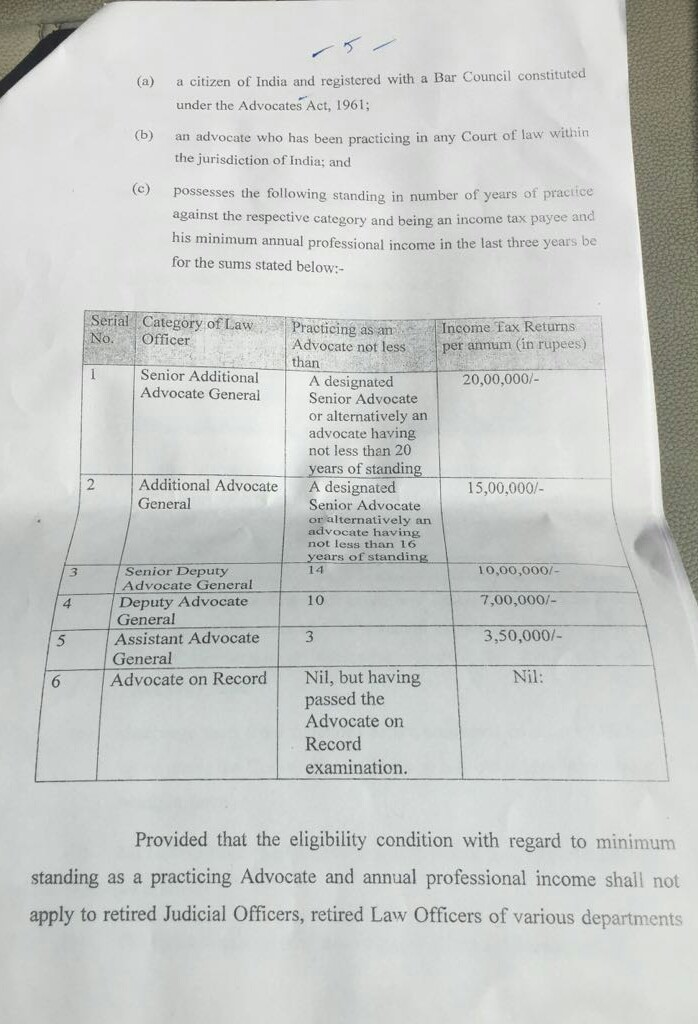 - 5 -
(a) a citizen of India and registered with a Bar Council constituted
under the Advocates Act, 1961;
(b) an advocate who has been practicing in any Court of law within
the jurisdiction of India; and
(c) possesses the following standing in number of years of practice
against the respective category and being an income tax payee and
his minimum annual professional income in the last three years be
for the sums stated below:-
Serial No. Category of Law Officer Practicing as an Advocate not less than Income Tax Returns per annum (in rupees)
1 Senior Additional Advocate General A designated Senior Advocate or alternatively an advocate having not less than 20 years of standing 20,00,000/-
2 Additional Advocate General A designated Senior Advocate or alternatively an advocate having not less than 16 years of standing 15,00,000/-
3 Senior Deputy Advocate General 14 10,00,000/-
4 Deputy Advocate General 10 7,00,000/-
5 Assistant Advocate General 3 3,50,000/-
6 Advocate on Record Nil, but having passed the Advocate on Record examination. Nil:
Provided that the eligibility condition with regard to minimum
standing as a practicing Advocate and annual professional income shall not
apply to retired Judicial Officers, retired Law Officers of various departments